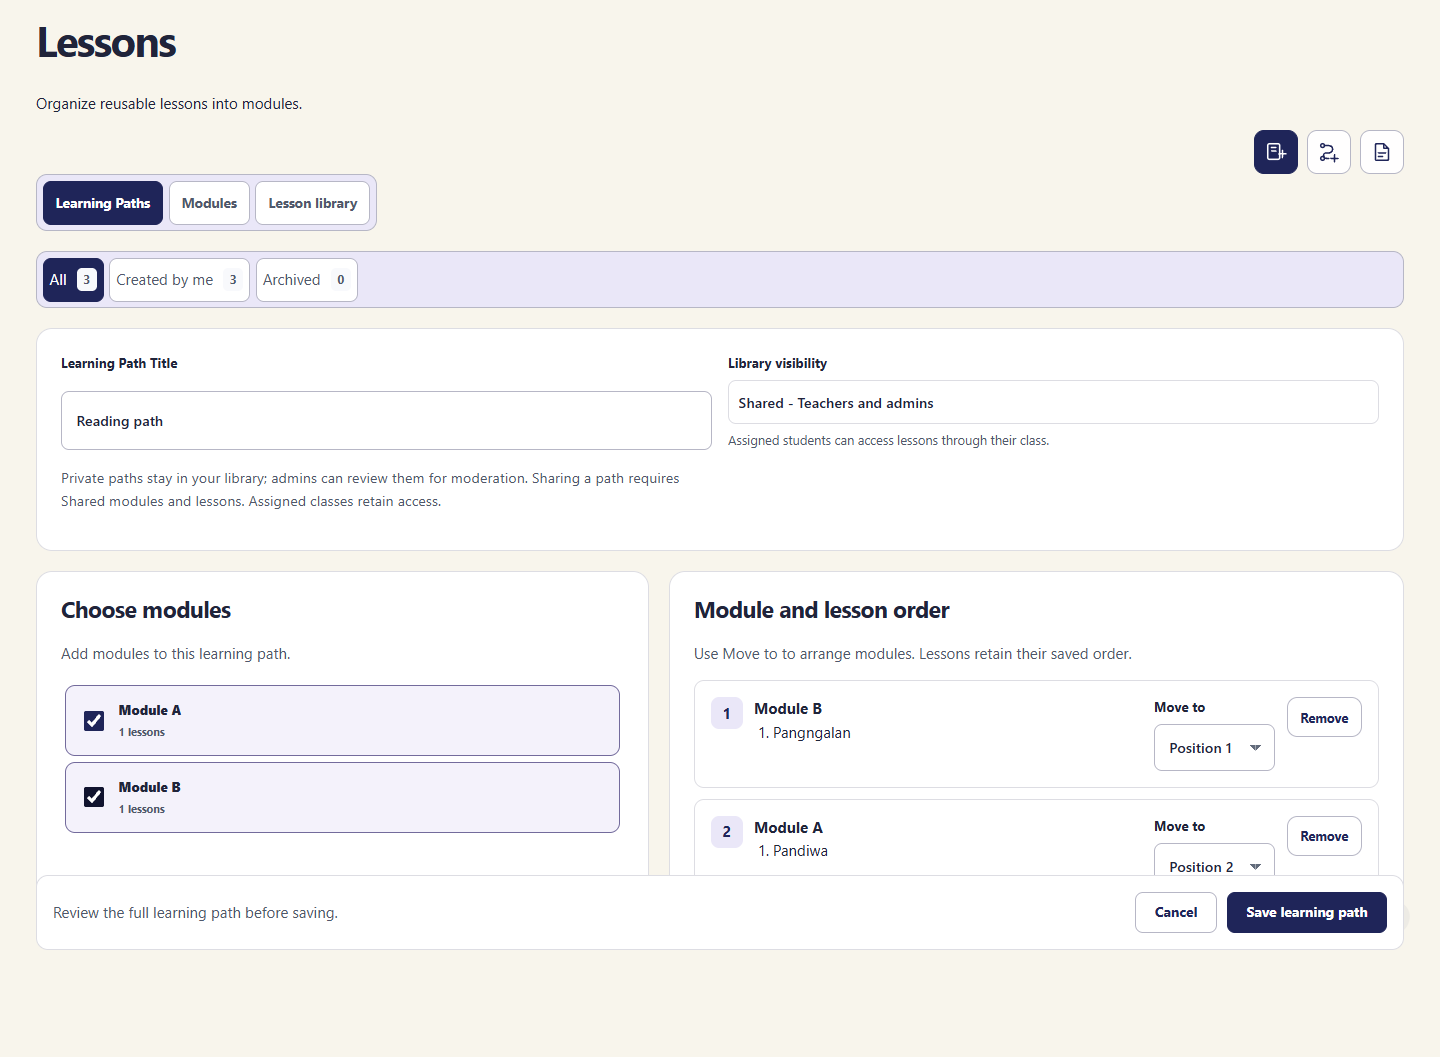 Lessons
Organize reusable lessons into modules.
Learning Paths
Modules
Lesson library
All 3
Created by me 3
Archived 0
Learning Path Title
Reading path
Private paths stay in your library; admins can review them for moderation. Sharing a path requires
Shared modules and lessons. Assigned classes retain access.
Library visibility
Shared - Teachers and admins
Assigned students can access lessons through their class.
Choose modules
Add modules to this learning path.
Module A
1 lessons
Module B
1 lessons
Module and lesson order
Use Move to to arrange modules. Lessons retain their saved order.
1
Module B
1. Pangngalan
Move to
Position 1
Remove
2
Module A
1. Pandiwa
Move to
Position 2
Remove
Review the full learning path before saving.
Cancel
Save learning path